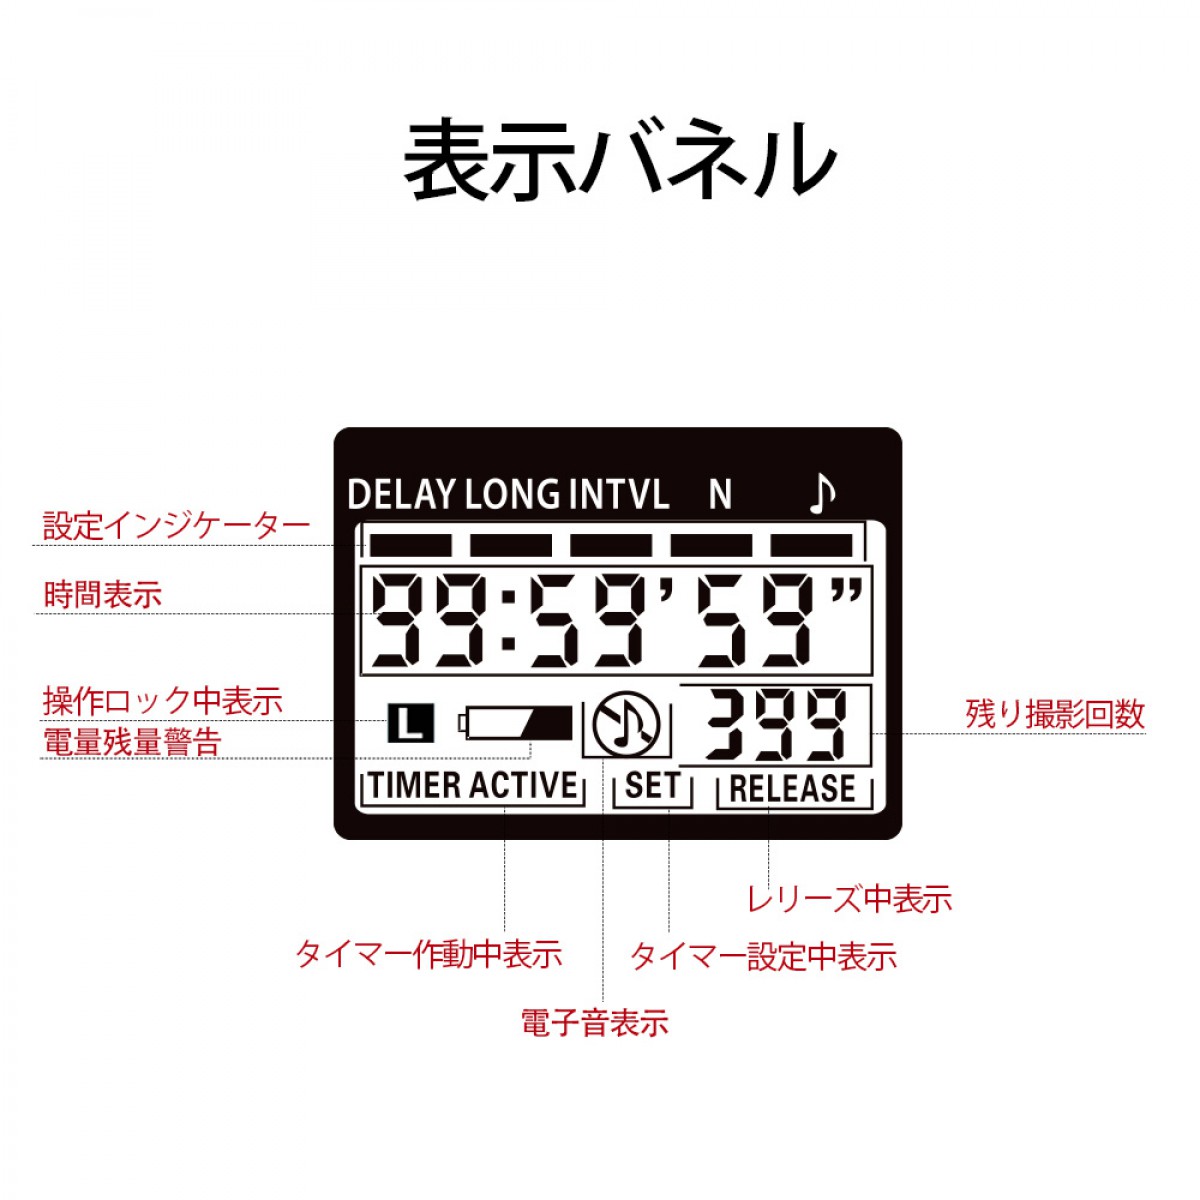 表示バネル
DELAY LONG INTVL N ♪
設定インジケーター
時間表示
99:59’59”
操作ロック中表示
L
399
残り撮影回数
電量残量警告
TIMER ACTIVE SET RELEASE
レリーズ中表示
タイマー作動中表示
タイマー設定中表示
電子音表示